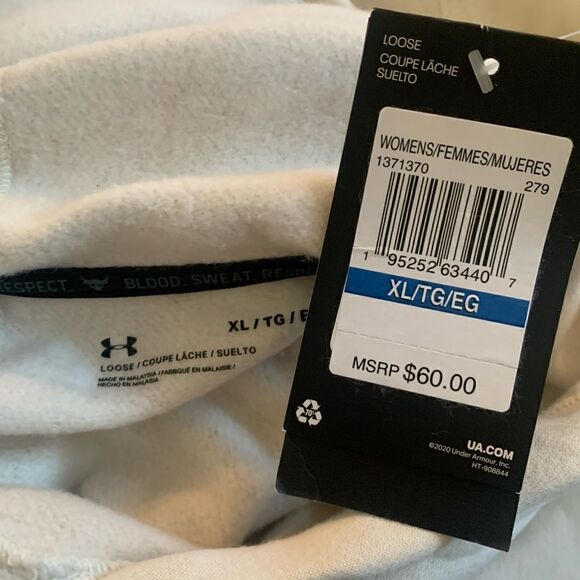 LOOSE
COUPE LÂCHE
SUELTO
WOMENS/FEMMES/MUJERES
1371370
279
1 95252 63440 7
XL/TG/EG
MSRP $60.00
UA.COM
©2020 Under Armour, Inc.
HT-908844
RESPECT. BLOOD. SWEAT. RESP
XL / TG / E
LOOSE / COUPE LÂCHE / SUELTO
MADE IN MALAYSIA / FABRIQUÉ EN MALAISIE /
HECHO EN MALASIA